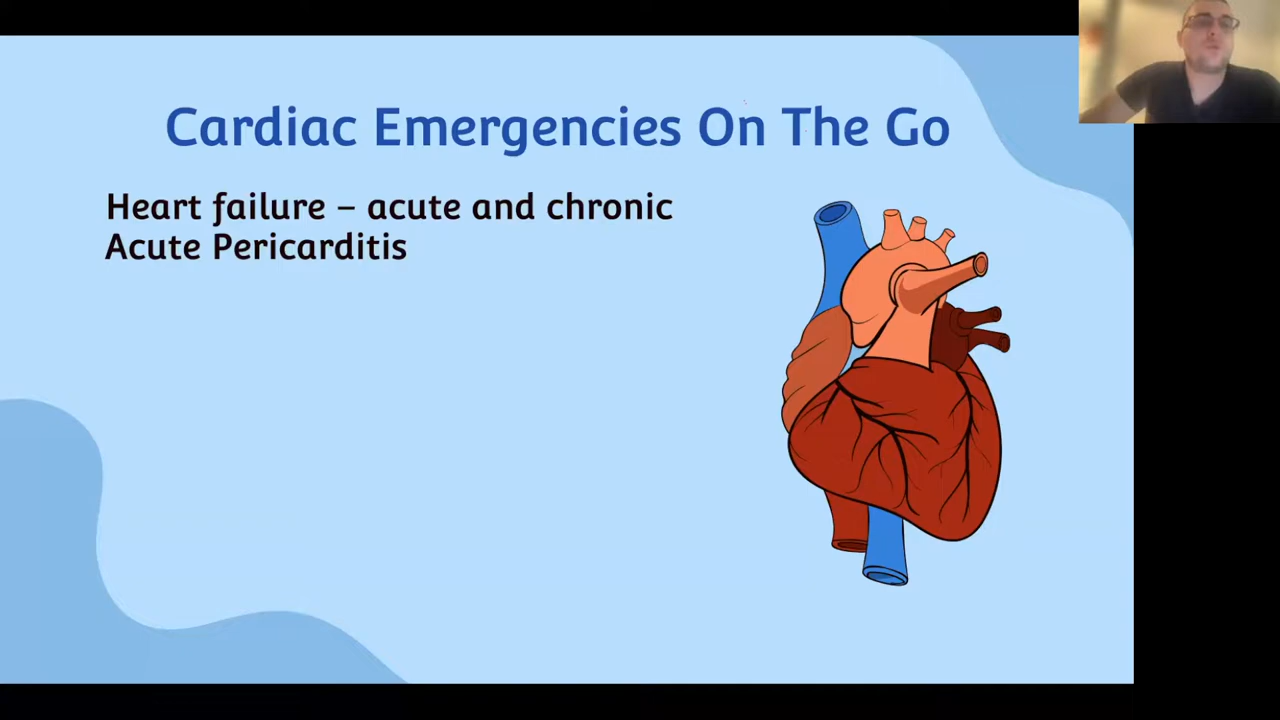 Cardiac Emergencies On The Go
Heart failure – acute and chronic
Acute Pericarditis